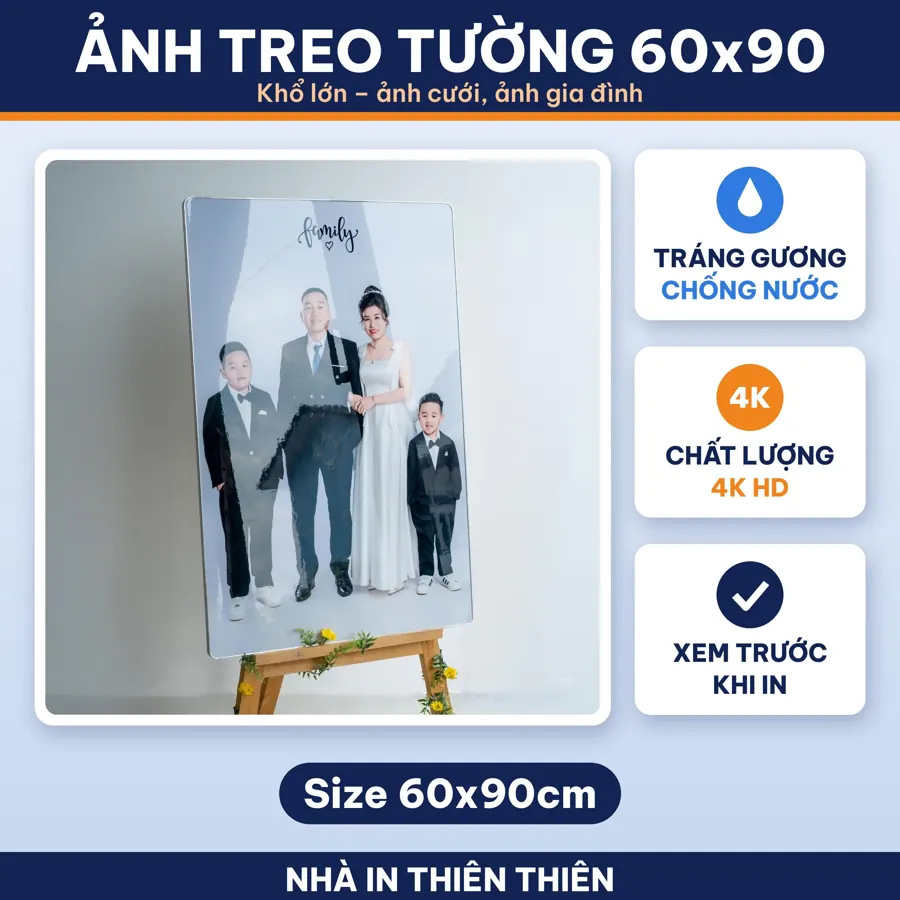 ẢNH TREO TƯỜNG 60x90
Khổ lớn – ảnh cưới, ảnh gia đình
family
TRÁNG GƯƠNG
CHỐNG NƯỚC
4K
CHẤT LƯỢNG
4K HD
XEM TRƯỚC
KHI IN
Size 60x90cm
NHÀ IN THIÊN THIÊN